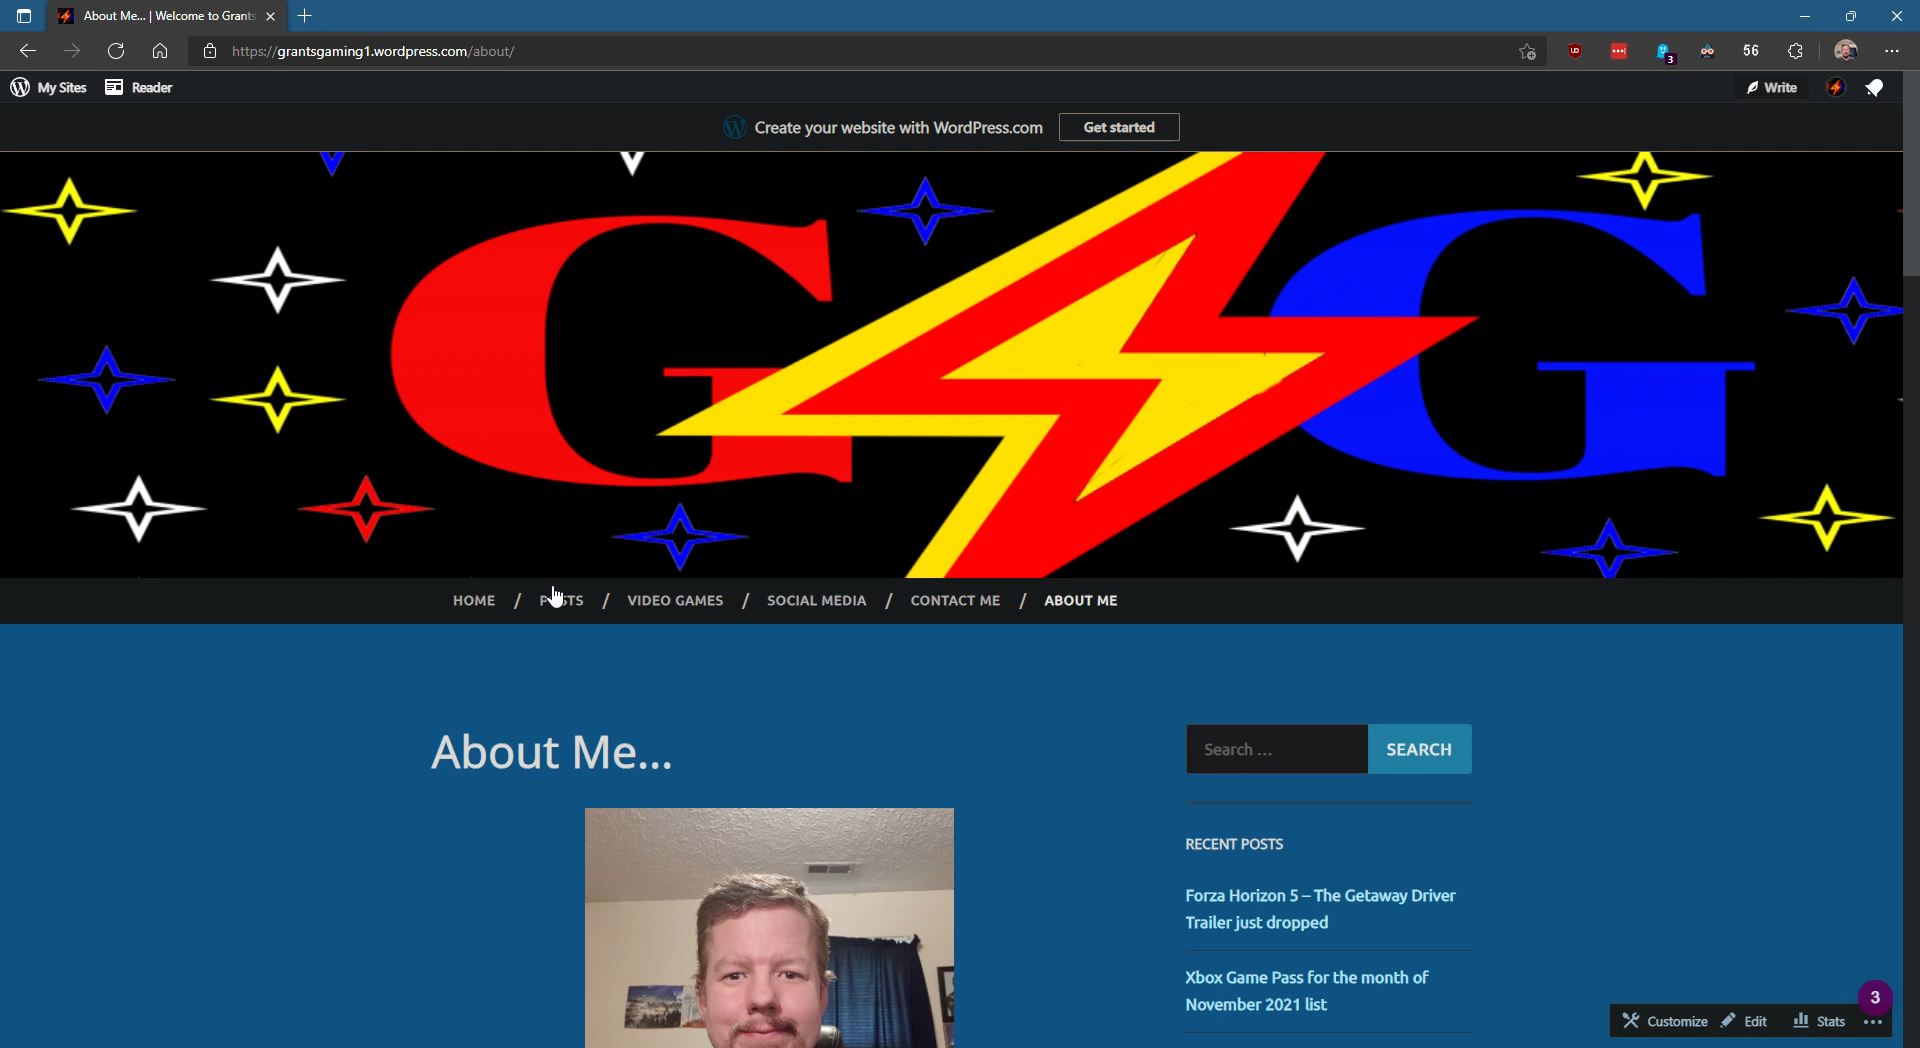 About Me... | Welcome to Grants
https://grantsgaming1.wordpress.com/about/
UD
3
56
My Sites
Reader
Write
Create your website with WordPress.com
Get started
G G
HOME / POSTS / VIDEO GAMES / SOCIAL MEDIA / CONTACT ME / ABOUT ME
About Me...
Search ...
SEARCH
RECENT POSTS
Forza Horizon 5 – The Getaway Driver
Trailer just dropped
Xbox Game Pass for the month of
November 2021 list
3
Customize
Edit
Stats